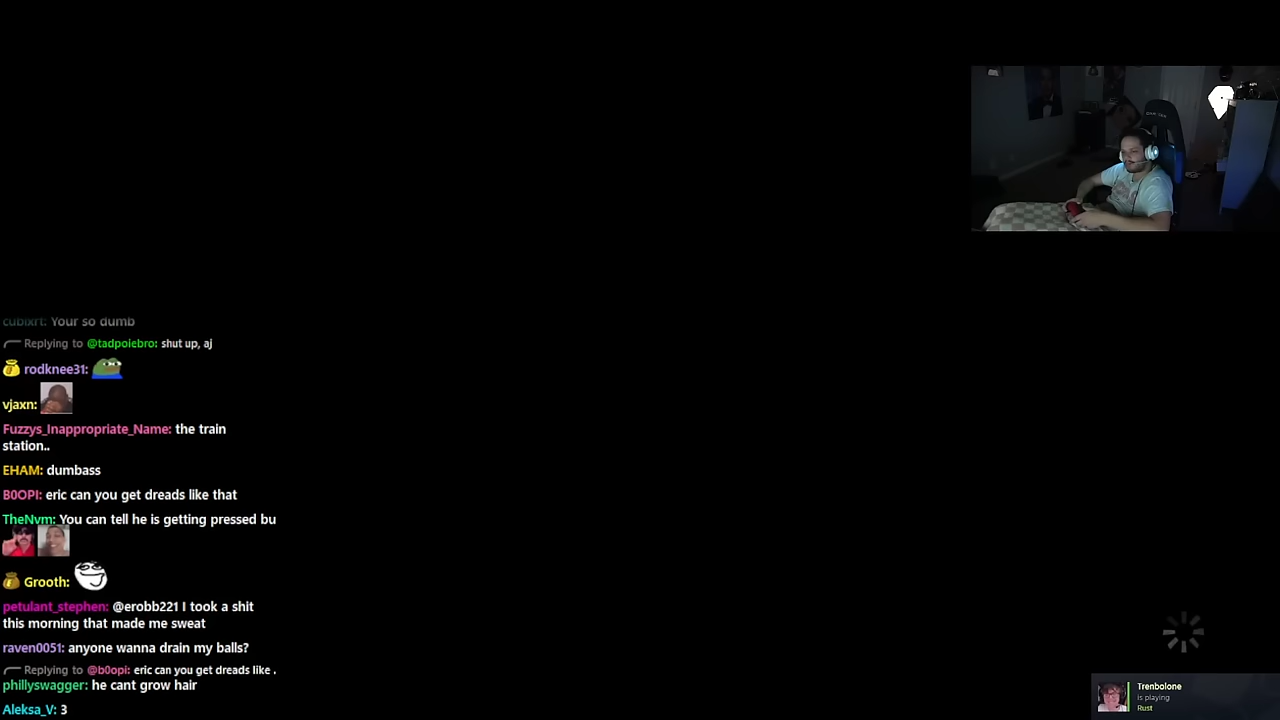 cubixrt: Your so dumb
Replying to @tadpoiebro: shut up, aj
rodknee31:
vjaxn:
Fuzzys_Inappropriate_Name: the train
station..
EHAM: dumbass
B0OPI: eric can you get dreads like that
TheNvm: You can tell he is getting pressed bu
Grooth:
petulant_stephen: @erobb221 I took a shit
this morning that made me sweat
raven0051: anyone wanna drain my balls?
Replying to @b0opi: eric can you get dreads like .
phillyswagger: he cant grow hair
Aleksa_V: 3
Trenbolone
is playing
Rust